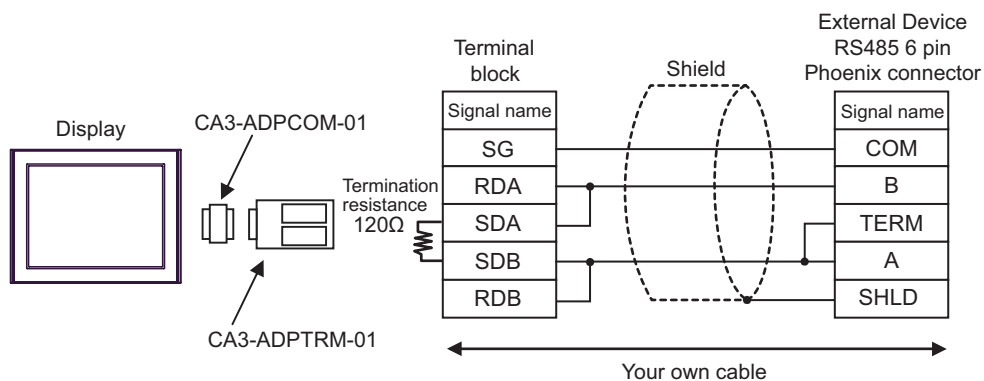 External Device
RS485 6 pin
Phoenix connector
Terminal
block
Shield
Signal name
Signal name
Display
CA3-ADPCOM-01
SG
COM
Termination
resistance
120Ω
RDA
B
SDA
TERM
SDB
A
RDB
SHLD
CA3-ADPTRM-01
Your own cable